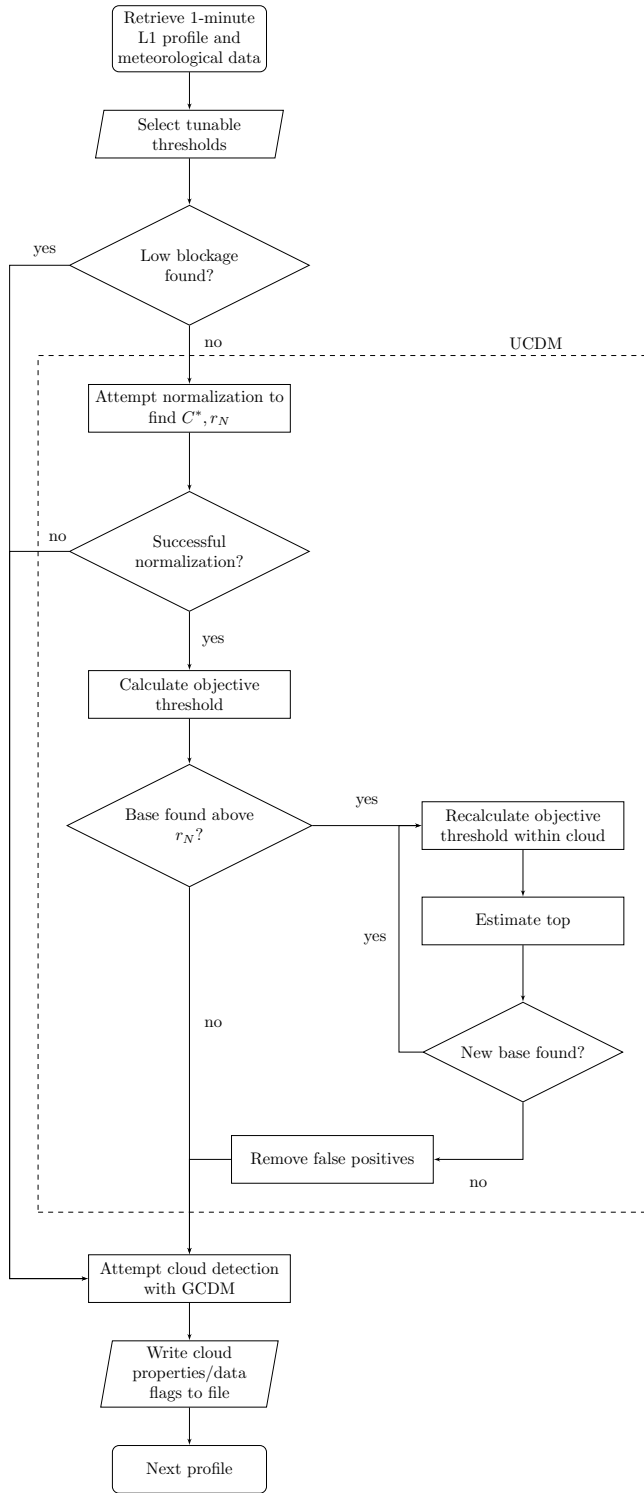 Retrieve 1-minute
L1 profile and
meteorological data
Select tunable
thresholds
yes
Low blockage
found?
no
UCDM
Attempt normalization to
find C*, r_N
no
Successful
normalization?
yes
Calculate objective
threshold
Base found above
r_N?
yes
Recalculate objective
threshold within cloud
Estimate top
yes
New base found?
no
no
Remove false positives
Attempt cloud detection
with GCDM
Write cloud
properties/data
flags to file
Next profile